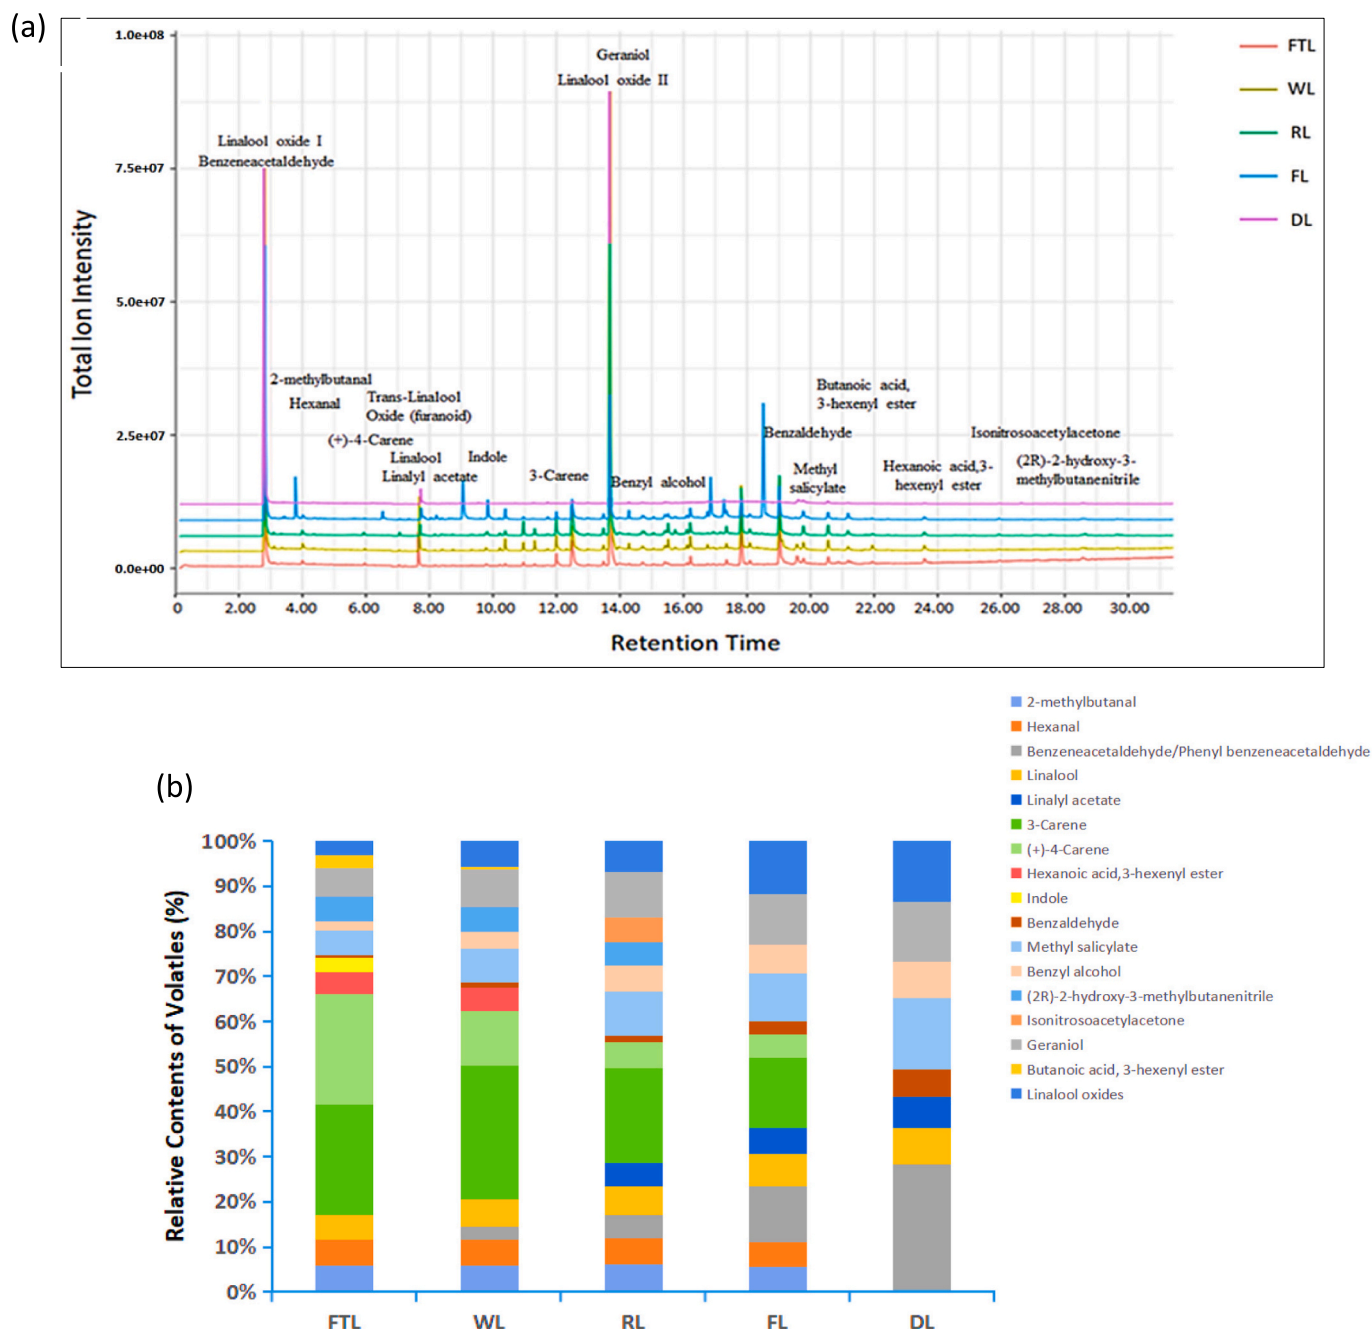 (a)
1.0e+08
7.5e+07
5.0e+07
2.5e+07
0.0e+00
Total Ion Intensity
Geraniol
Linalool oxide II
Linalool oxide I
Benzeneacetaldehyde
2-methylbutanal
Hexanal
Trans-Linalool
Oxide (furanoid)
(+)-4-Carene
Linalool
Linalyl acetate
Indole
3-Carene
Benzyl alcohol
Butanoic acid,
3-hexenyl ester
Benzaldehyde
Methyl
salicylate
Hexanoic acid,3-
hexenyl ester
Isonitrosoacetylacetone
(2R)-2-hydroxy-3-
methylbutanenitrile
FTL
WL
RL
FL
DL
0 2.00 4.00 6.00 8.00 10.00 12.00 14.00 16.00 18.00 20.00 22.00 24.00 26.00 28.00 30.00
Retention Time
(b)
Relative Contents of Volatles (%)
100%
90%
80%
70%
60%
50%
40%
30%
20%
10%
0%
FTL WL RL FL DL
2-methylbutanal
Hexanal
Benzeneacetaldehyde/Phenyl benzeneacetaldehyde
Linalool
Linalyl acetate
3-Carene
(+)-4-Carene
Hexanoic acid,3-hexenyl ester
Indole
Benzaldehyde
Methyl salicylate
Benzyl alcohol
(2R)-2-hydroxy-3-methylbutanenitrile
Isonitrosoacetylacetone
Geraniol
Butanoic acid, 3-hexenyl ester
Linalool oxides